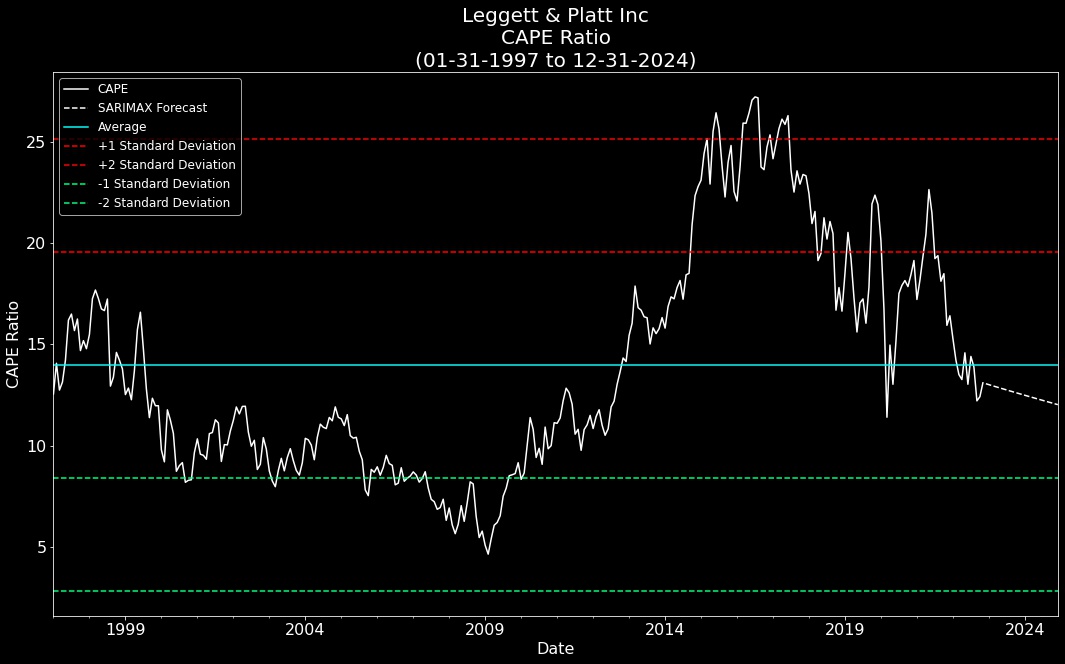 Leggett & Platt Inc
CAPE Ratio
(01-31-1997 to 12-31-2024)
CAPE
SARIMAX Forecast
Average
+1 Standard Deviation
+2 Standard Deviation
-1 Standard Deviation
-2 Standard Deviation
CAPE Ratio
25
20
15
10
5
1999
2004
2009
2014
2019
2024
Date